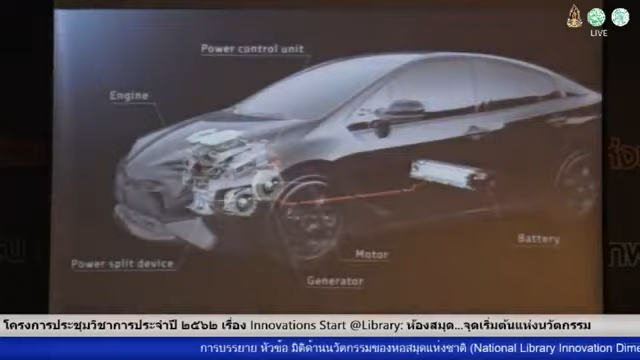 LIVE
Power control unit
Engine
Battery
Motor
Power split device
Generator
โครงการประชุมวิชาการประจำปี ๒๕๖๒ เรื่อง Innovations Start @Library: ห้องสมุด...จุดเริ่มต้นแห่งนวัตกรรม
การบรรยาย หัวข้อ มิติด้านนวัตกรรมของหอสมุดแห่งชาติ (National Library Innovation Dime